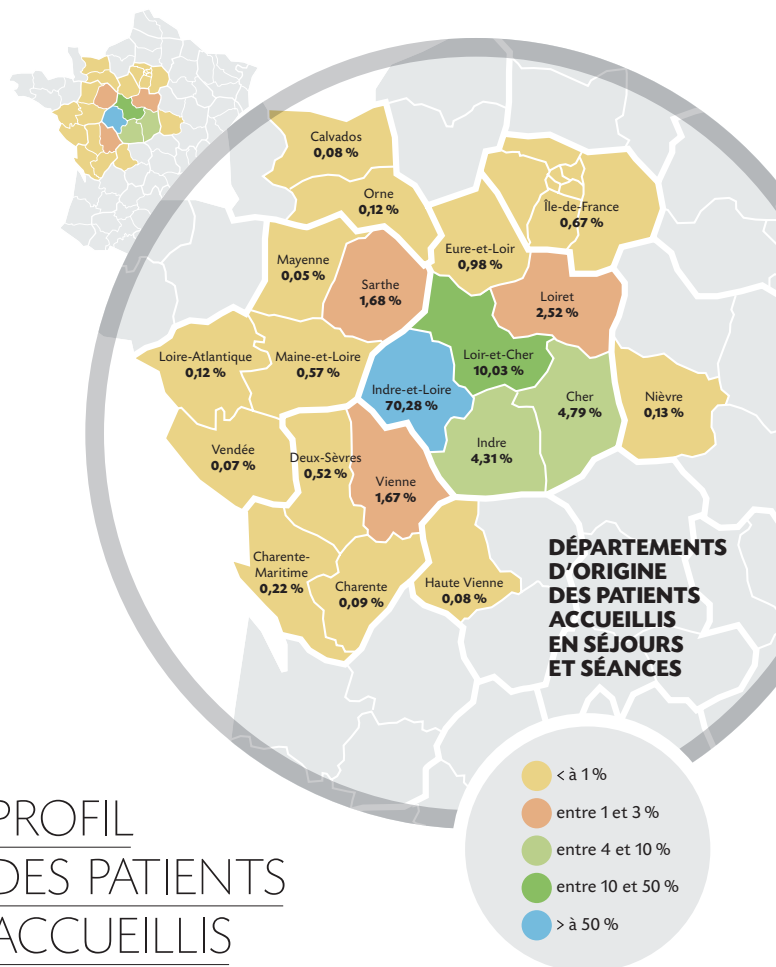 Calvados
0,08 %
Orne
0,12 %
Île-de-France
0,67 %
Eure-et-Loir
0,98 %
Mayenne
0,05 %
Sarthe
1,68 %
Loiret
2,52 %
Loire-Atlantique
0,12 %
Maine-et-Loire
0,57 %
Loir-et-Cher
10,03 %
Indre-et-Loire
70,28 %
Cher
4,79 %
Nièvre
0,13 %
Vendée
0,07 %
Deux-Sèvres
0,52 %
Vienne
1,67 %
Indre
4,31 %
Charente-
Maritime
0,22 %
Charente
0,09 %
Haute Vienne
0,08 %
DÉPARTEMENTS
D'ORIGINE
DES PATIENTS
ACCUEILLIS
EN SÉJOURS
ET SÉANCES
< à 1 %
entre 1 et 3 %
entre 4 et 10 %
entre 10 et 50 %
> à 50 %
PROFIL
DES PATIENTS
ACCUEILLIS